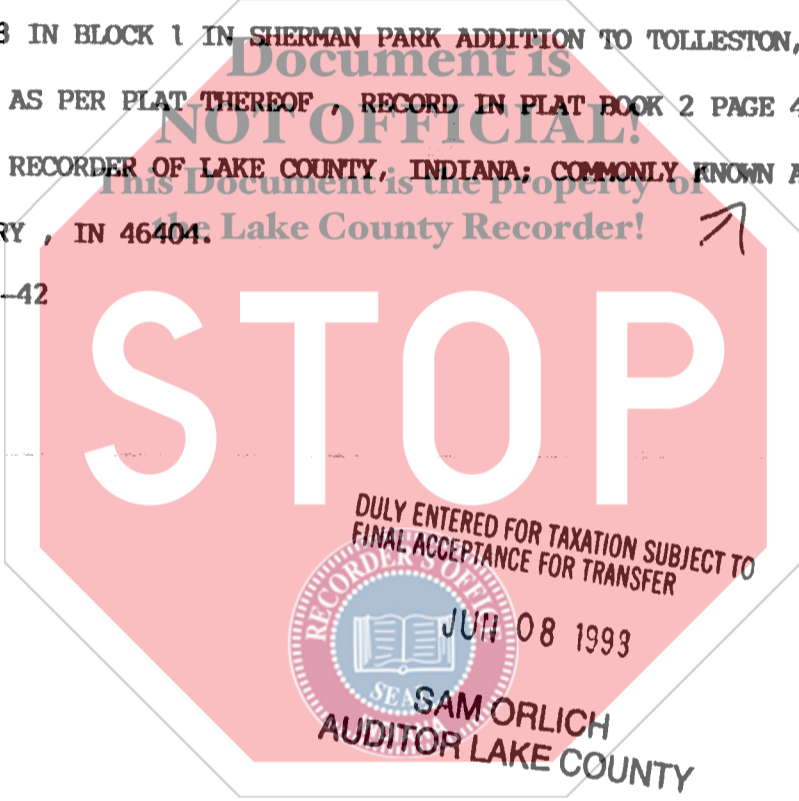 3 IN BLOCK 1 IN SHERMAN PARK ADDITION TO TOLLESTON,
Document is
AS PER PLAT THEREOF , RECORD IN PLAT BOOK 2 PAGE 4
NOT OFFICIAL!
RECORDER OF LAKE COUNTY, INDIANA; COMMONLY KNOWN A
This Document is the property of
RY , IN 46404.
the Lake County Recorder!
-42
STOP
DULY ENTERED FOR TAXATION SUBJECT TO
FINAL ACCEPTANCE FOR TRANSFER
RECORDER'S OFFIC
JUN 08 1993
SEAL
SAM ORLICH
AUDITOR LAKE COUNTY